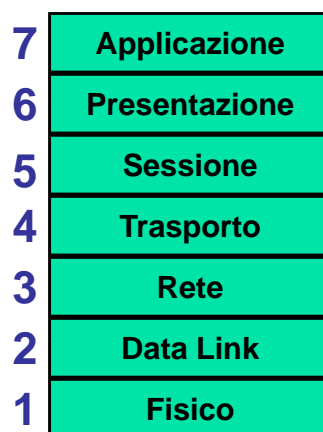 7 Applicazione
6 Presentazione
5 Sessione
4 Trasporto
3 Rete
2 Data Link
1 Fisico